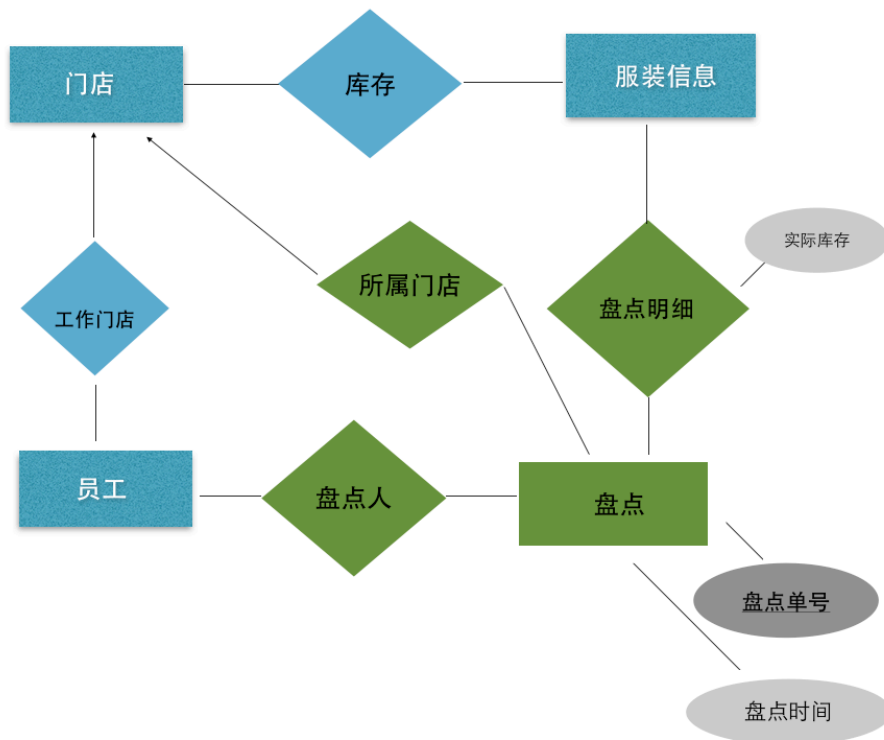 门店
库存
服装信息
实际库存
所属门店
盘点明细
工作门店
员工
盘点人
盘点
盘点单号
盘点时间